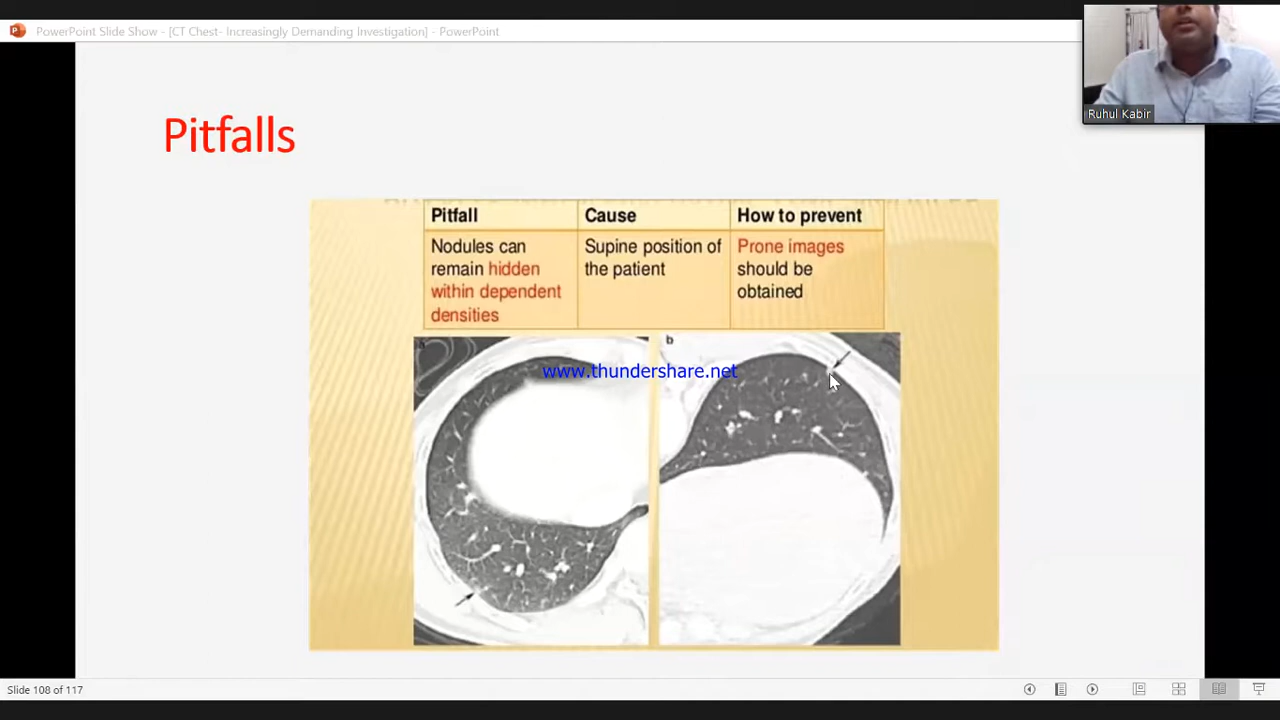 PowerPoint Slide Show - [CT Chest- Increasingly Demanding Investigation] - PowerPoint
Ruhul Kabir
Pitfalls
Pitfall Cause How to prevent
Nodules can remain hidden within dependent densities
Supine position of the patient
Prone images should be obtained
b
www.thundershare.net
Slide 108 of 117